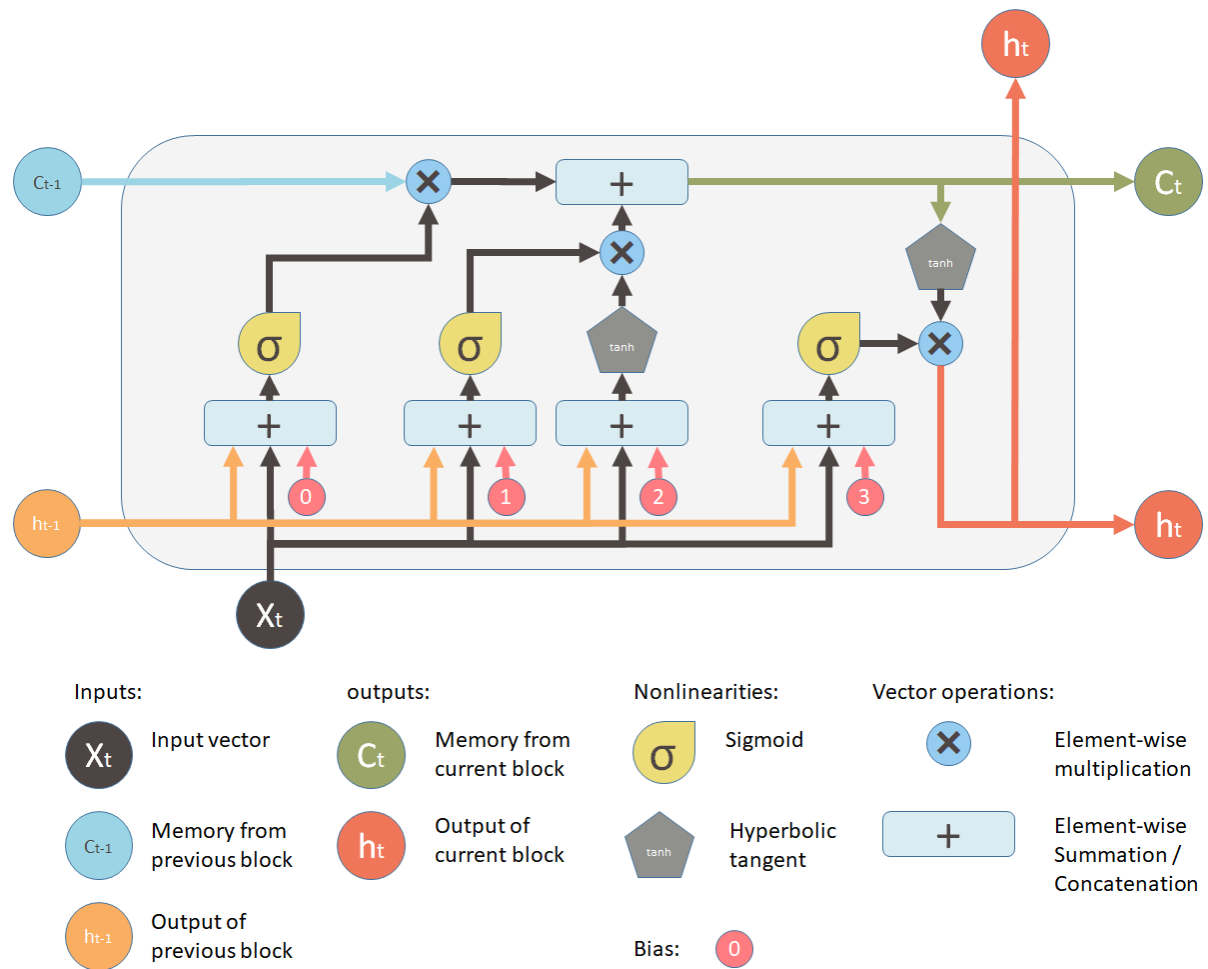 ht
Ct-1
×
+
Ct
×
tanh
σ
σ
tanh
σ
×
+
+
+
+
0
1
2
3
ht-1
ht
Xt
Inputs:
outputs:
Nonlinearities:
Vector operations:
Xt
Input vector
Ct
Memory from
current block
σ
Sigmoid
×
Element-wise
multiplication
Ct-1
Memory from
previous block
ht
Output of
current block
tanh
Hyperbolic
tangent
+
Element-wise
Summation /
Concatenation
ht-1
Output of
previous block
Bias:
0